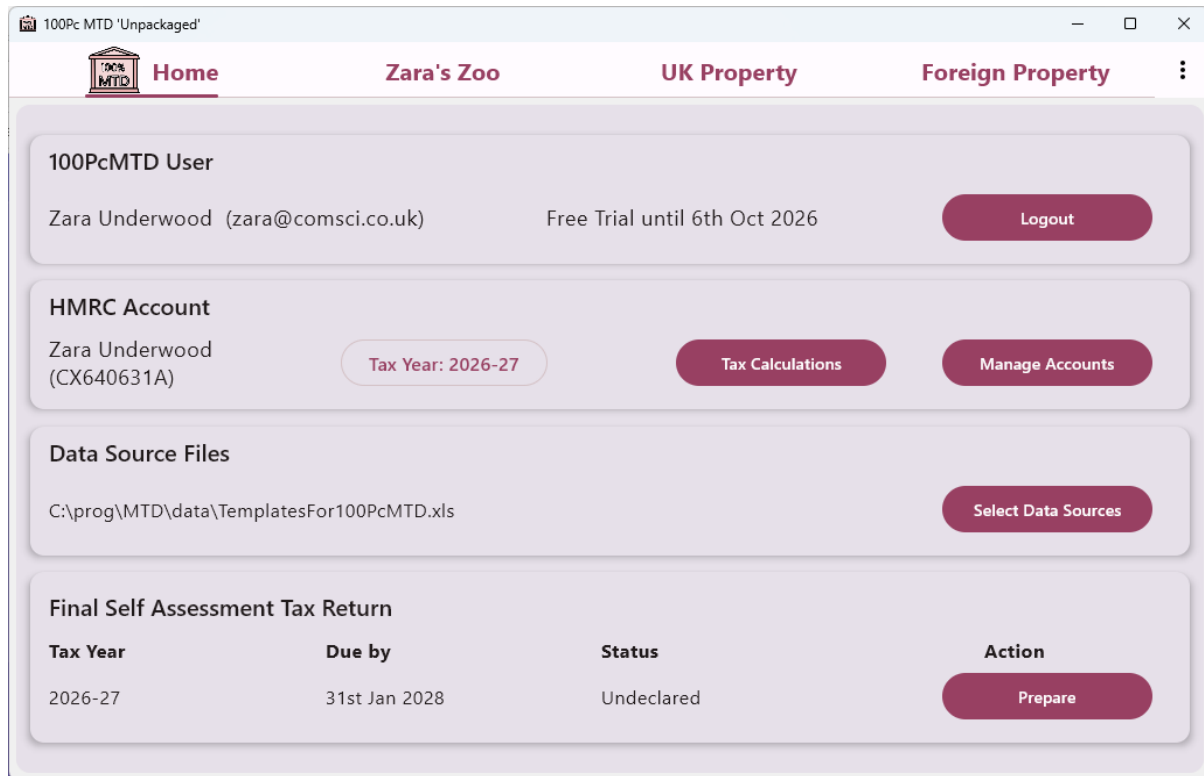 100Pc MTD 'Unpackaged'
100%
MTD
Home Zara's Zoo UK Property Foreign Property
100PcMTD User
Zara Underwood (zara@comsci.co.uk) Free Trial until 6th Oct 2026 Logout
HMRC Account
Zara Underwood
(CX640631A)
Tax Year: 2026-27 Tax Calculations Manage Accounts
Data Source Files
C:\prog\MTD\data\TemplatesFor100PcMTD.xls Select Data Sources
Final Self Assessment Tax Return
Tax Year Due by Status Action
2026-27 31st Jan 2028 Undeclared Prepare